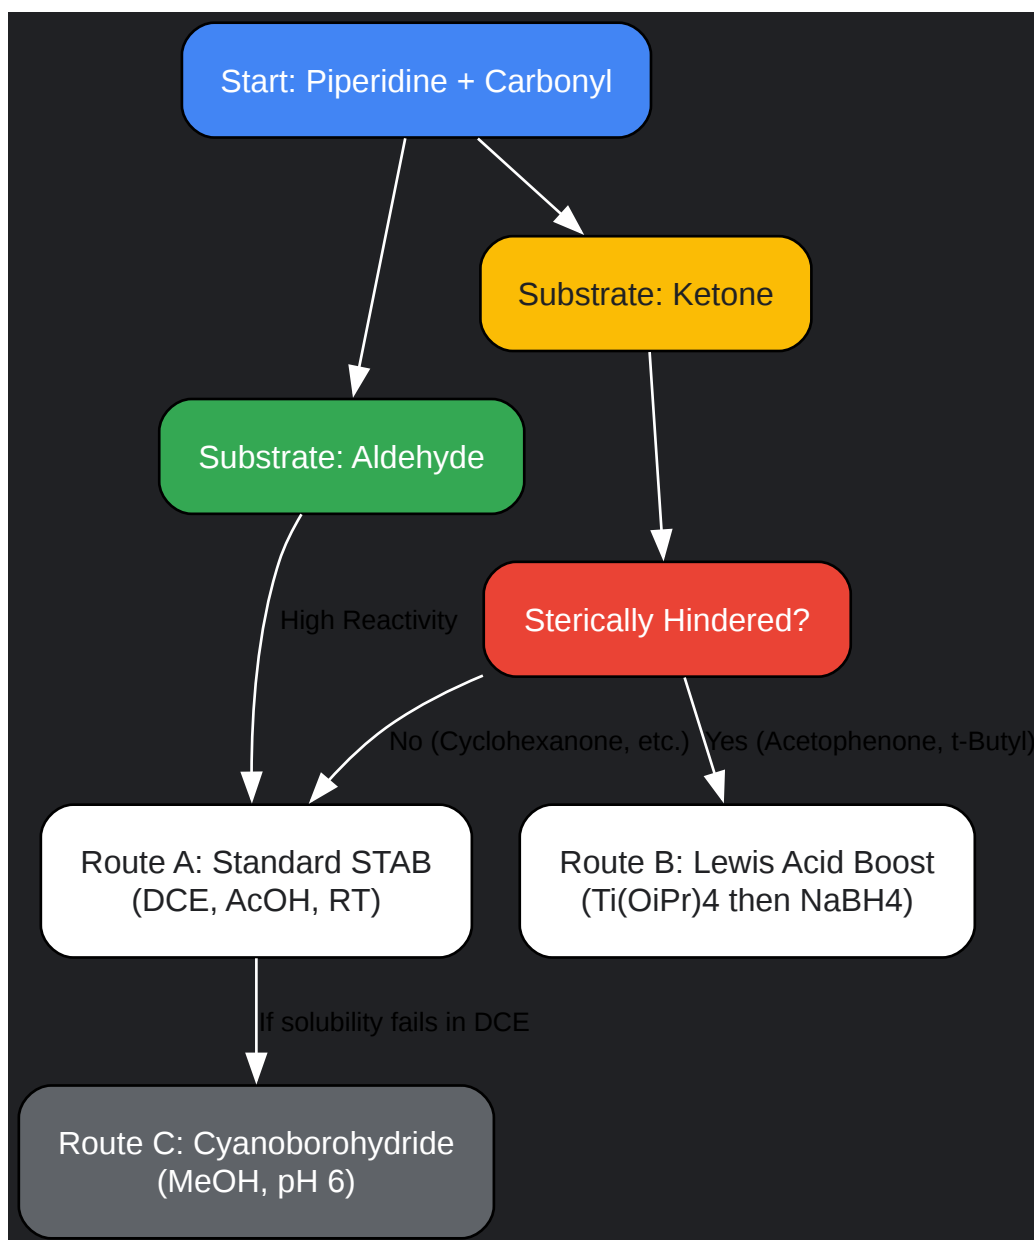 Start: Piperidine + Carbonyl
Substrate: Ketone
Substrate: Aldehyde
High Reactivity
Sterically Hindered?
No (Cyclohexanone, etc.)
Yes (Acetophenone, t-Butyl)
Route A: Standard STAB
(DCE, AcOH, RT)
Route B: Lewis Acid Boost
(Ti(OiPr)4 then NaBH4)
If solubility fails in DCE
Route C: Cyanoborohydride
(MeOH, pH 6)